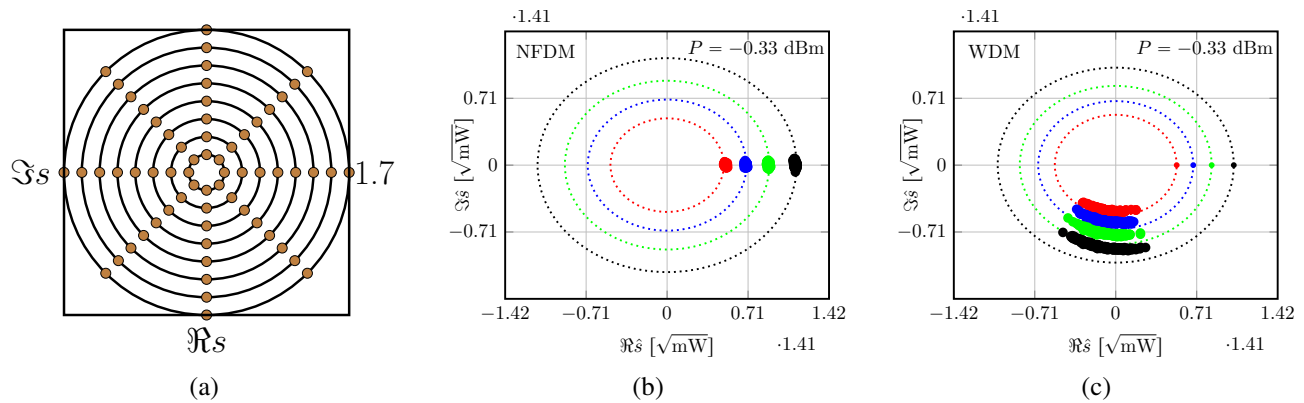 ℑs
1.7
ℜs
(a)
·1.41
NFDM
P = −0.33 dBm
0.71
0
−0.71
ℑŝ [√mW]
−1.42
−0.71
0
0.71
1.42
ℜŝ [√mW]
·1.41
(b)
·1.41
WDM
P = −0.33 dBm
0.71
0
−0.71
ℑŝ [√mW]
−1.42
−0.71
0
0.71
1.42
ℜŝ [√mW]
·1.41
(c)